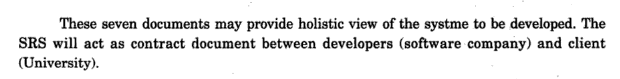 These seven documents may provide holistic view of the systme to be developed. The
SRS will act as contract document between developers (software company) and client
(University).